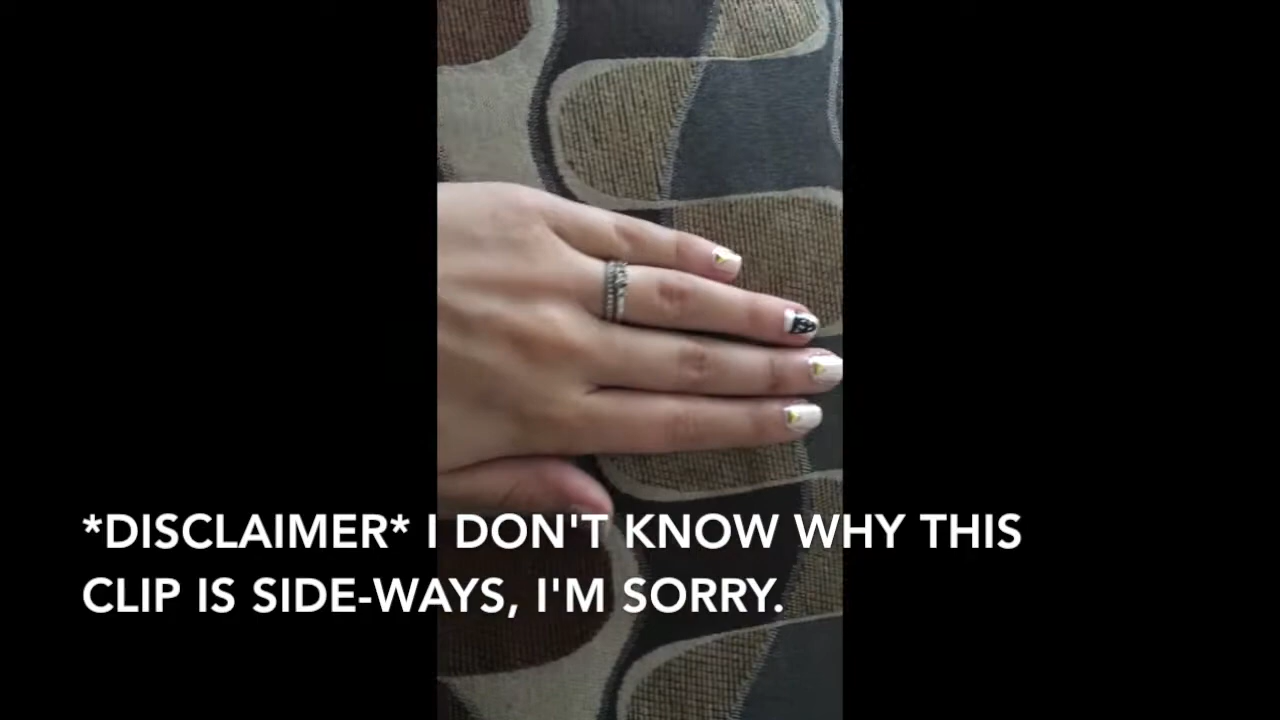 *DISCLAIMER* I DON'T KNOW WHY THIS
CLIP IS SIDE-WAYS, I'M SORRY.